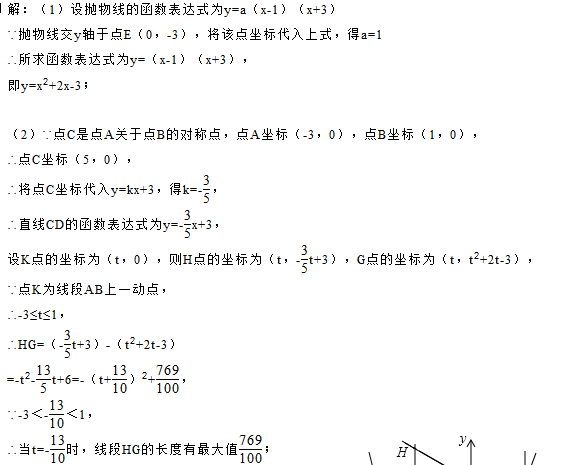 解：（1）设抛物线的函数表达式为y=a（x-1）（x+3）
∵抛物线交y轴于点E（0，-3），将该点坐标代入上式，得a=1
∴所求函数表达式为y=（x-1）（x+3），
即y=x²+2x-3；
（2）∵点C是点A关于点B的对称点，点A坐标（-3，0），点B坐标（1，0），
∴点C坐标（5，0），
∴将点C坐标代入y=kx+3，得k=-3/5，
∴直线CD的函数表达式为y=-3/5x+3，
设K点的坐标为（t，0），则H点的坐标为（t，-3/5t+3），G点的坐标为（t，t²+2t-3），
∵点K为线段AB上一动点，
∴-3≤t≤1，
∴HG=（-3/5t+3）-（t²+2t-3）
=-t²-13/5t+6=-（t+13/10）²+769/100，
∵-3＜-13/10＜1，
∴当t=-13/10时，线段HG的长度有最大值769/100；
y
H